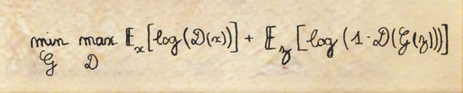 min max E_x[log(D(x))] + E_z[log(1-D(G(z)))]
G D